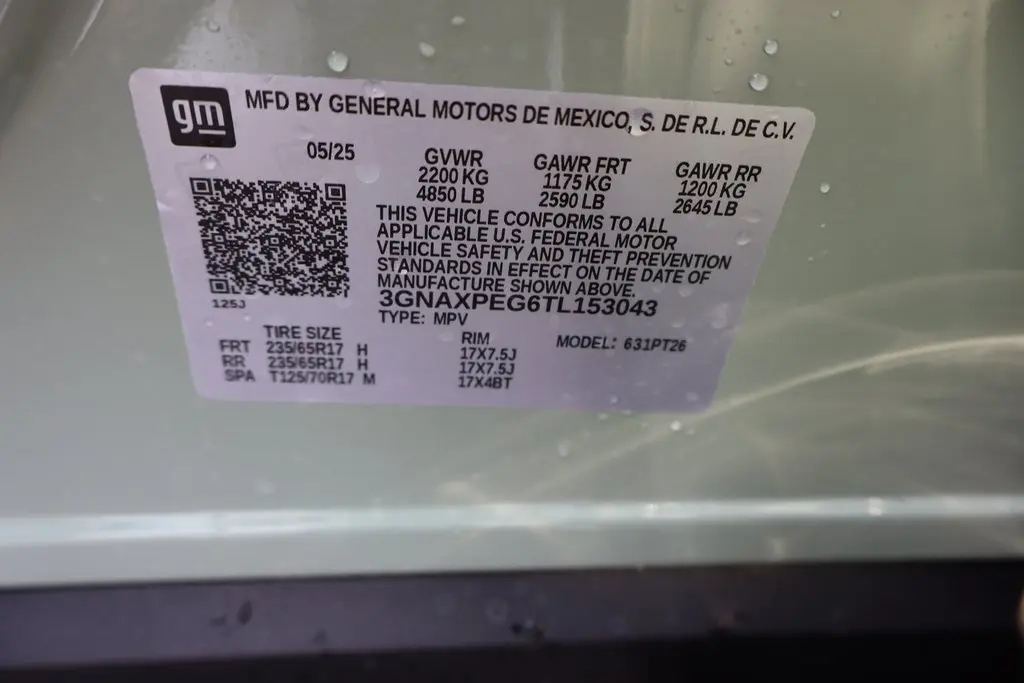 gm MFD BY GENERAL MOTORS DE MEXICO, S. DE R.L. DE C.V.
05/25 GVWR GAWR FRT GAWR RR
2200 KG 1175 KG 1200 KG
4850 LB 2590 LB 2645 LB
THIS VEHICLE CONFORMS TO ALL
APPLICABLE U.S. FEDERAL MOTOR
VEHICLE SAFETY AND THEFT PREVENTION
STANDARDS IN EFFECT ON THE DATE OF
MANUFACTURE SHOWN ABOVE.
125J 3GNAXPEG6TL153043
TYPE: MPV
TIRE SIZE RIM MODEL: 631PT26
FRT 235/65R17 H 17X7.5J
RR 235/65R17 H 17X7.5J
SPA T125/70R17 M 17X4BT